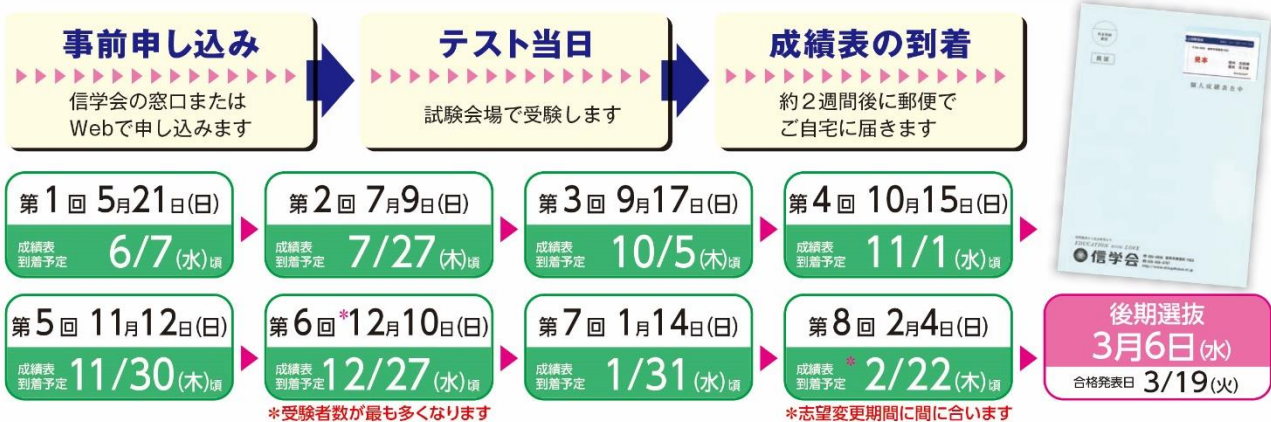 事前申し込み
信学会の窓口または
Webで申し込みます
テスト当日
試験会場で受験します
成績表の到着
約2週間後に郵便で
ご自宅に届きます
見本
個人成績表在中
EDUCATION with LOVE
信学会
第1回 5月21日(日)
成績表
到着予定 6/7(水)頃
第2回 7月9日(日)
成績表
到着予定 7/27(木)頃
第3回 9月17日(日)
成績表
到着予定 10/5(木)頃
第4回 10月15日(日)
成績表
到着予定 11/1(水)頃
第5回 11月12日(日)
成績表
到着予定 11/30(木)頃
第6回*12月10日(日)
成績表
到着予定 12/27(水)頃
*受験者数が最も多くなります
第7回 1月14日(日)
成績表
到着予定 1/31(水)頃
第8回 2月4日(日)
成績表
到着予定 *2/22(木)頃
*志望変更期間に間に合います
後期選抜
3月6日(水)
合格発表日 3/19(火)